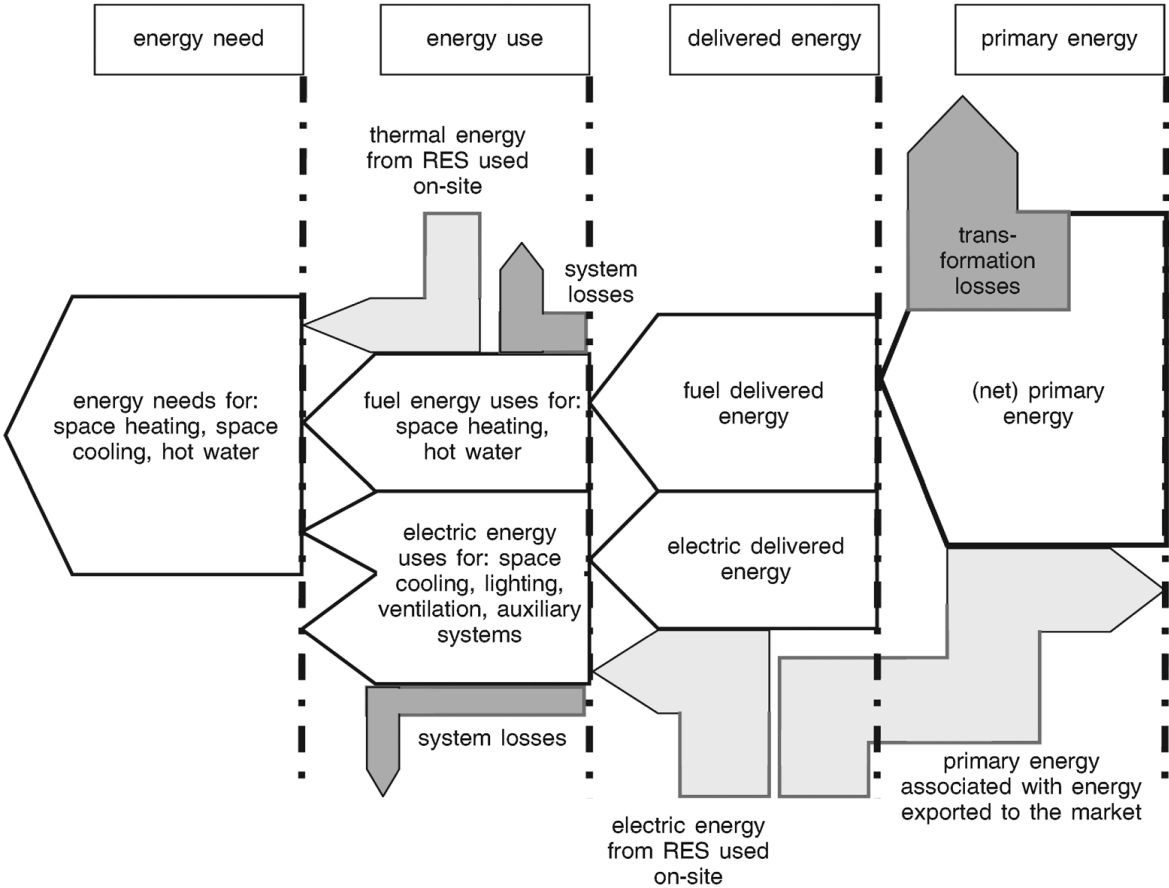 energy need
energy use
delivered energy
primary energy
thermal energy
from RES used
on-site
system
losses
trans-
formation
losses
energy needs for:
space heating, space
cooling, hot water
fuel energy uses for:
space heating,
hot water
fuel delivered
energy
(net) primary
energy
electric energy
uses for: space
cooling, lighting,
ventilation, auxiliary
systems
electric delivered
energy
system losses
primary energy
associated with energy
exported to the market
electric energy
from RES used
on-site